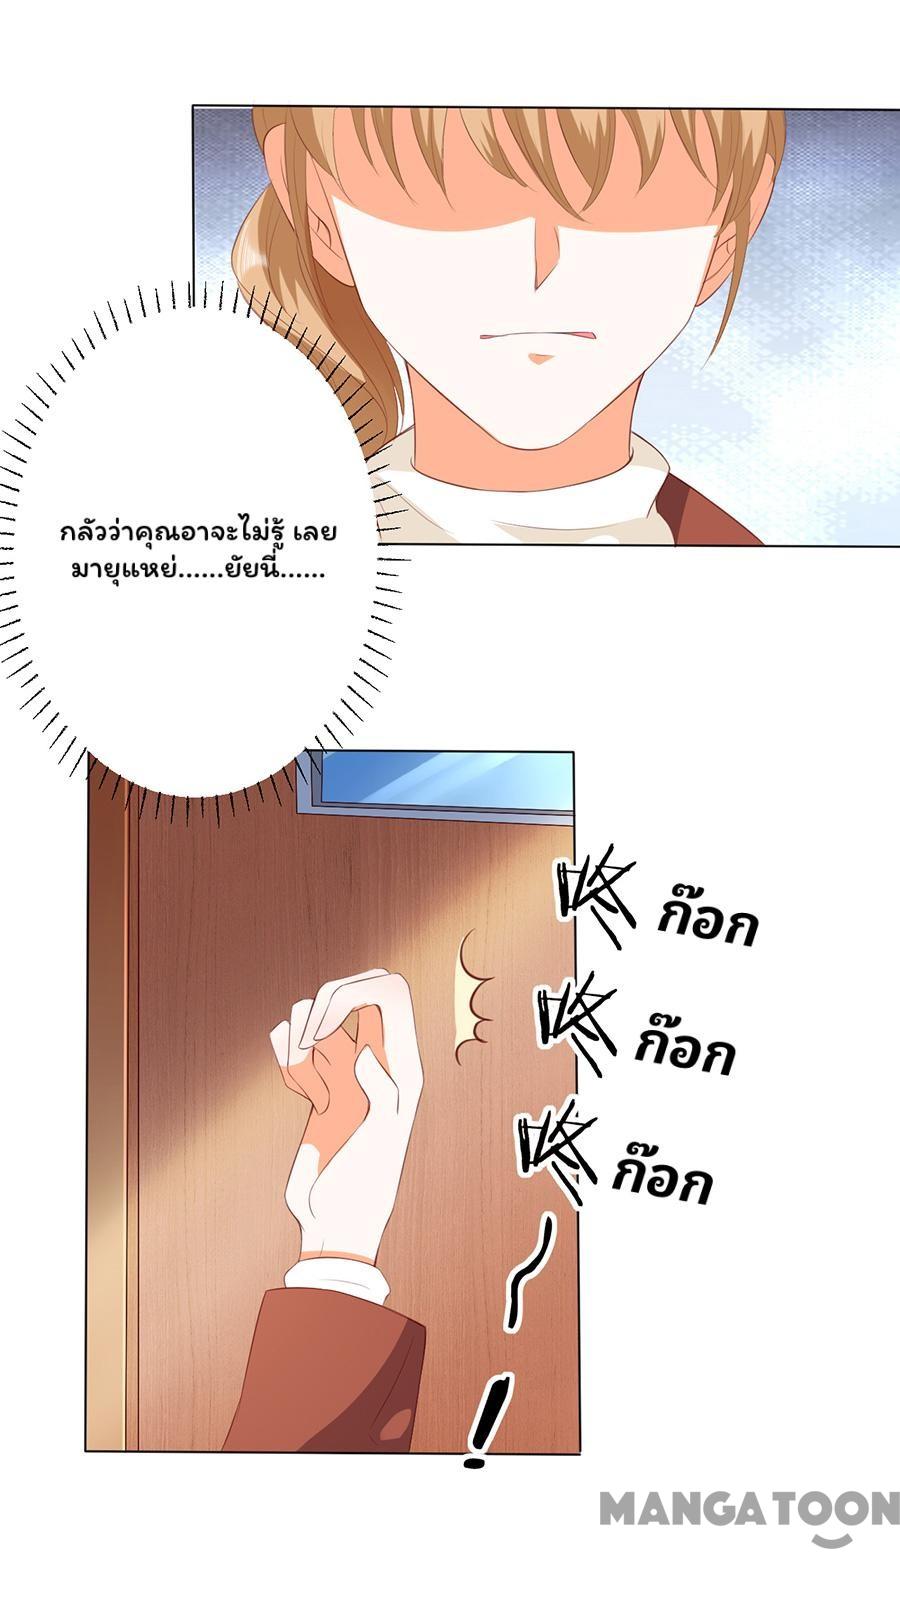 กลัวว่าคุณอาจะไม่รู้ เลย
มายุแหย่......ยัยนี่......
咚 ก๊อก
咚 ก๊อก
咚 ก๊อก
~!
MANGATOON